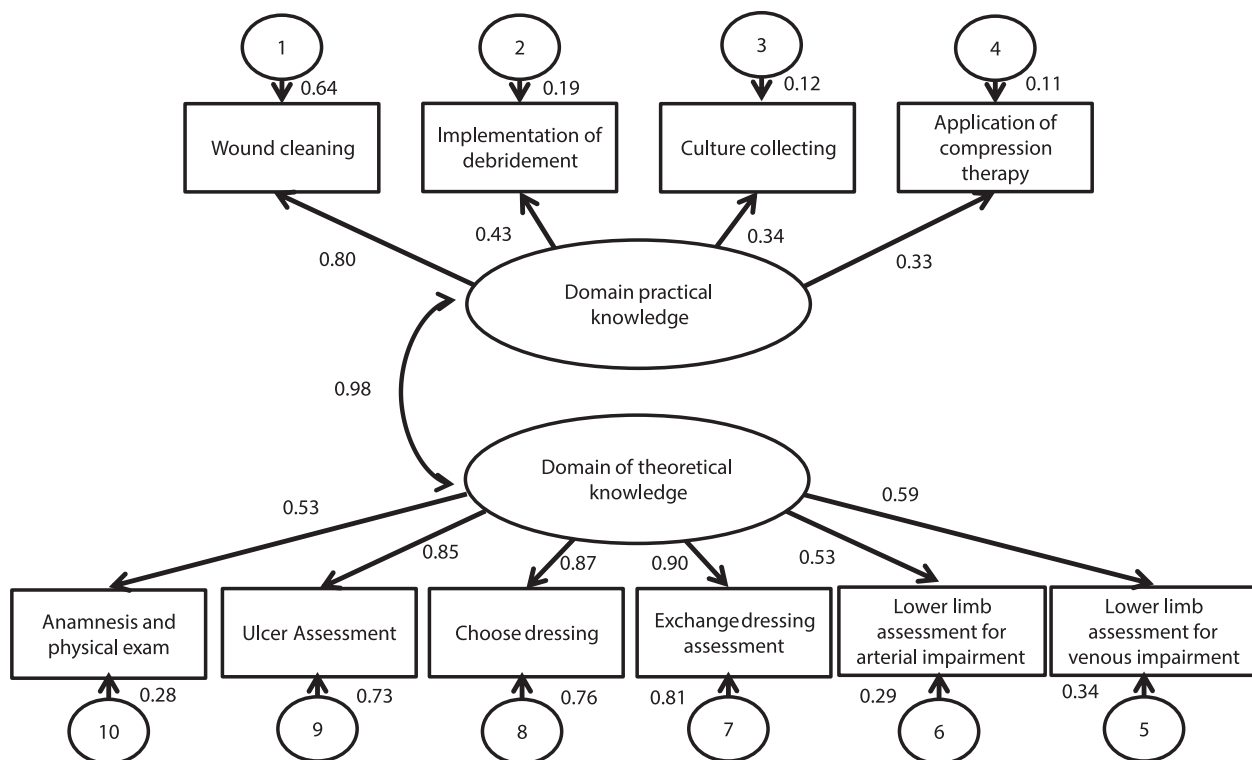 1
2
3
4
0.64
0.19
0.12
0.11
Wound cleaning
Implementation of
debridement
Culture collecting
Application of
compression
therapy
0.80
0.43
0.34
0.33
Domain practical
knowledge
0.98
Domain of theoretical
knowledge
0.53
0.85
0.87
0.90
0.53
0.59
Anamnesis and
physical exam
Ulcer Assessment
Choose dressing
Exchange dressing
assessment
Lower limb
assessment for
arterial impairment
Lower limb
assessment for
venous impairment
0.28
0.73
0.76
0.81
0.29
0.34
10
9
8
7
6
5